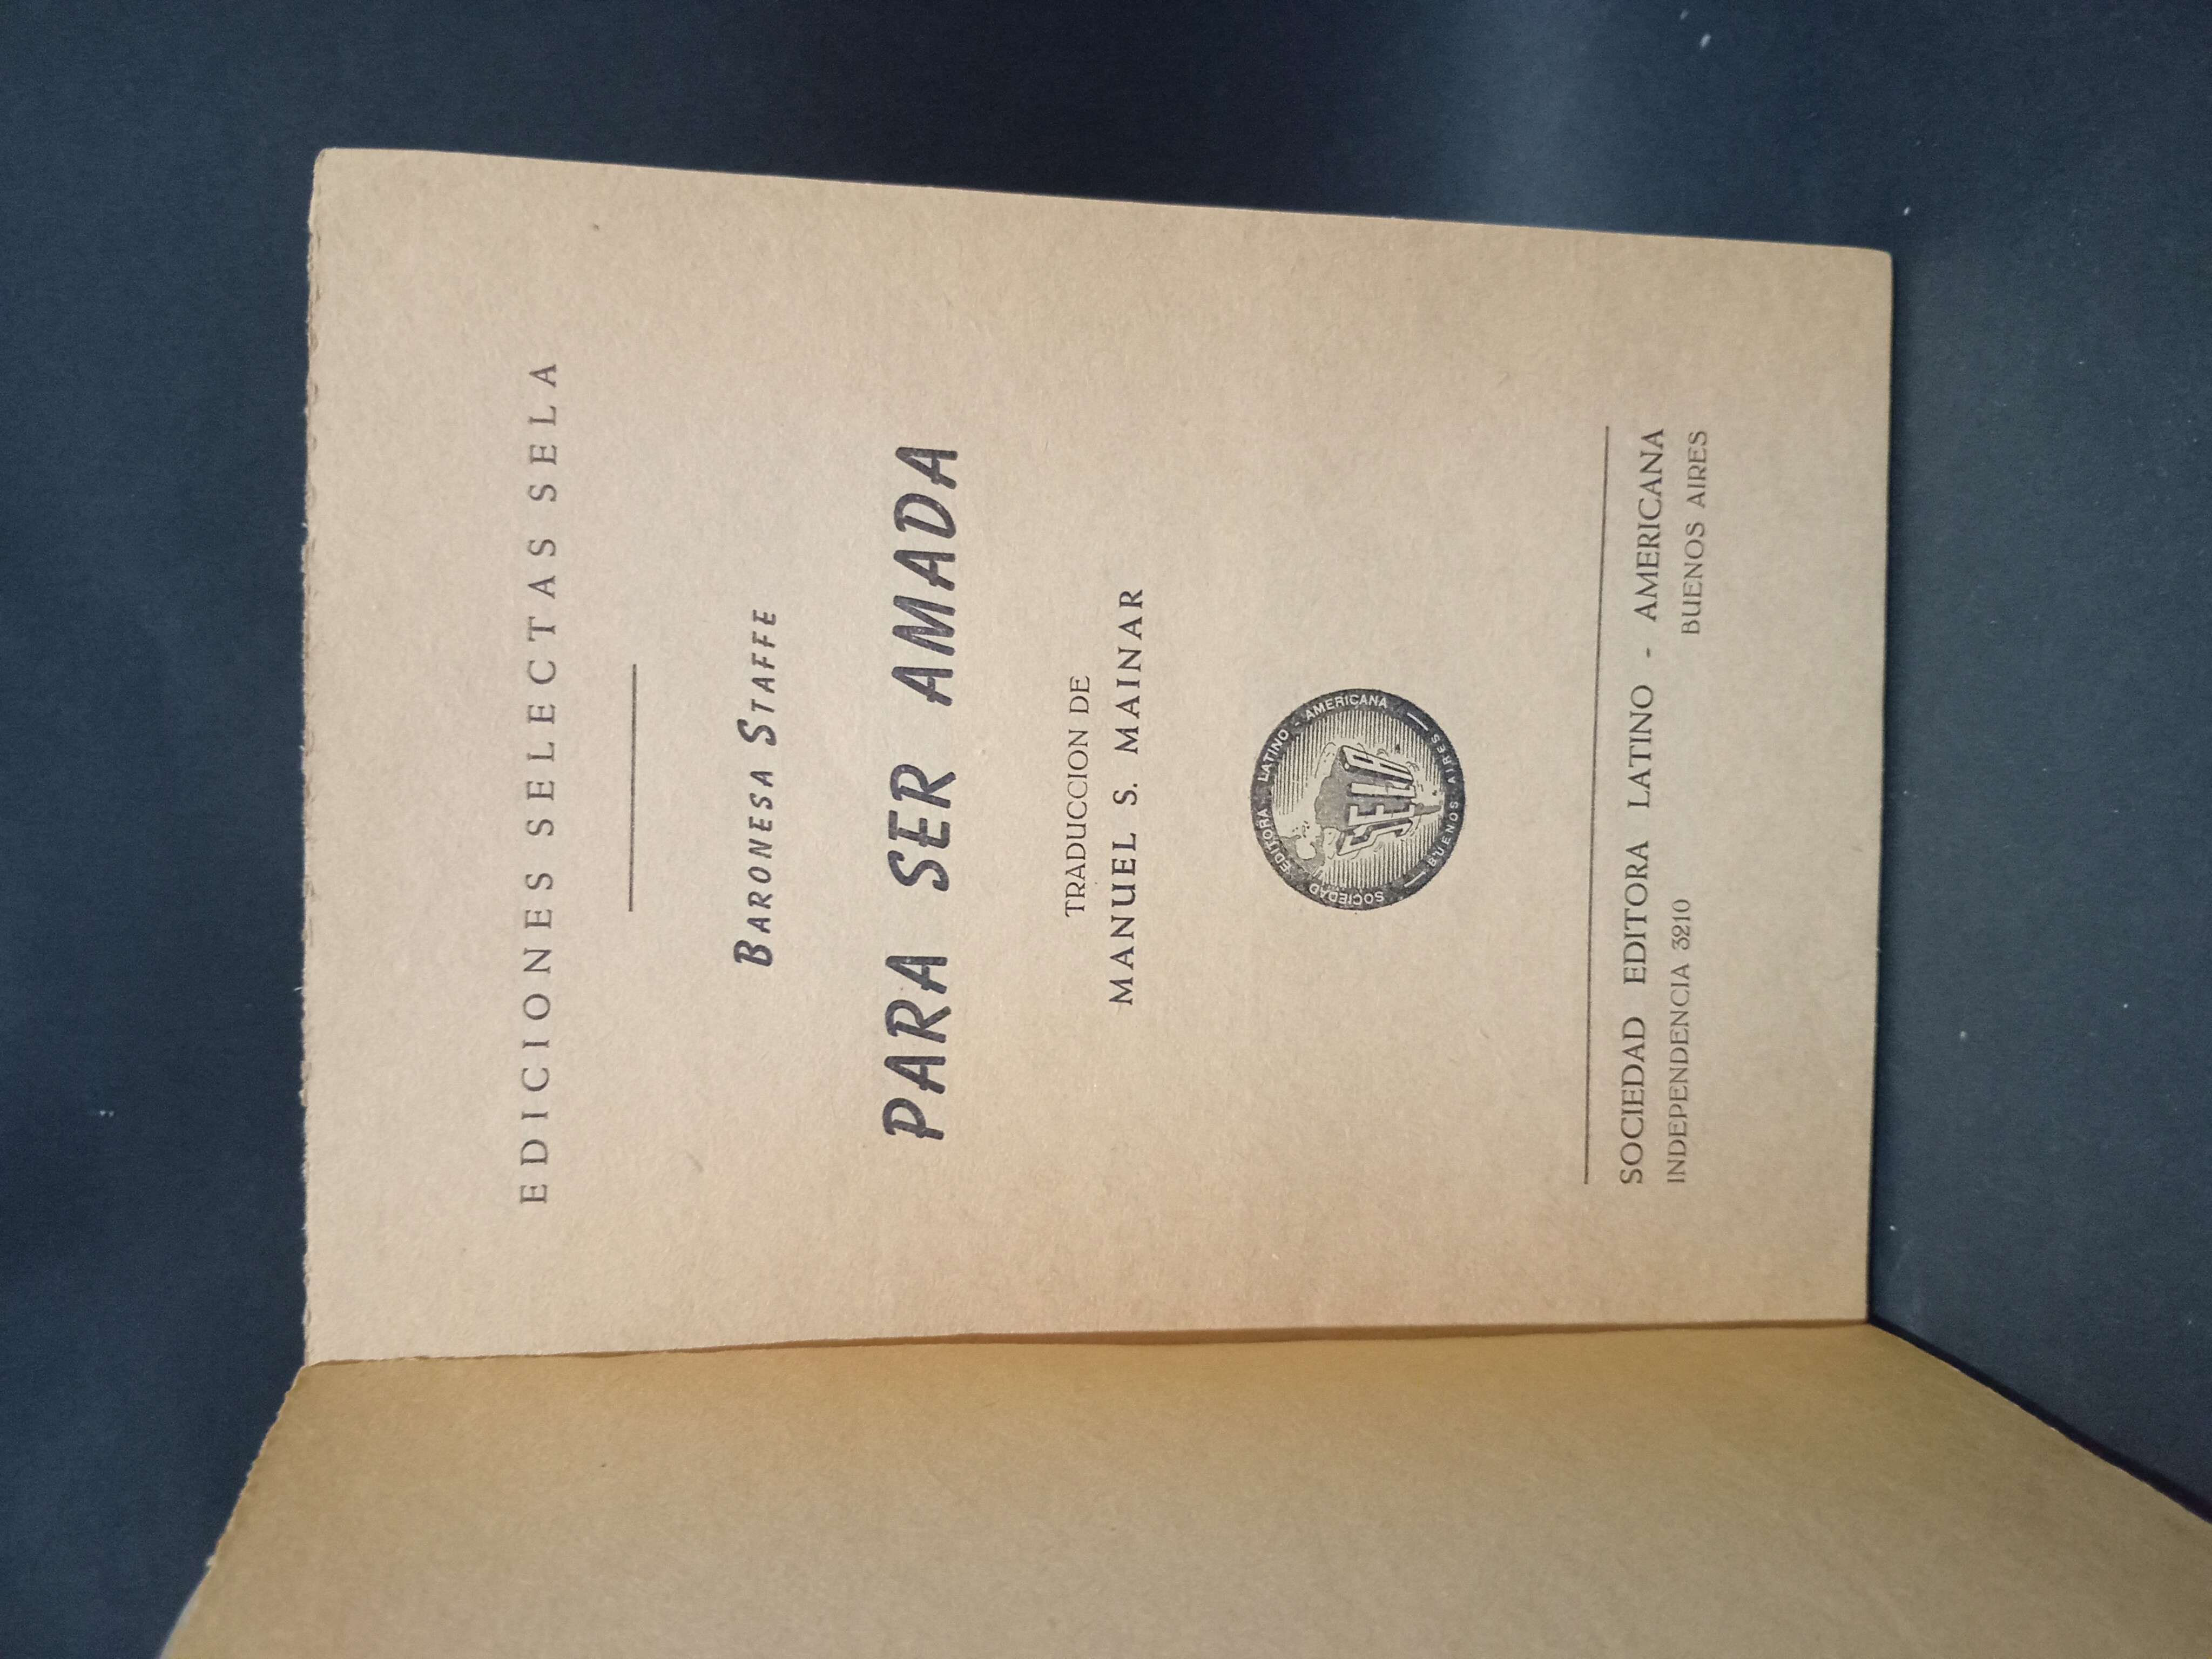 EDICIONES SELECTAS SELA
BARONESA STAFFE
PARA SER AMADA
TRADUCCION DE
MANUEL S. MAINAR
SOCIEDAD EDITORA LATINO - AMERICANA
SELA
BUENOS AIRES
SOCIEDAD EDITORA LATINO - AMERICANA
INDEPENDENCIA 3210 BUENOS AIRES